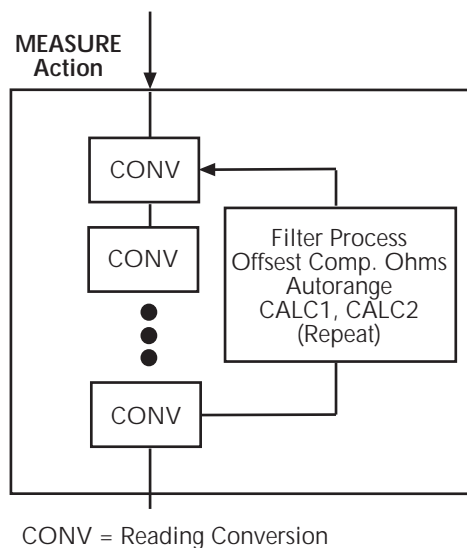 MEASURE
Action
CONV
CONV
CONV
Filter Process
Offsest Comp. Ohms
Autorange
CALC1, CALC2
(Repeat)
CONV = Reading Conversion